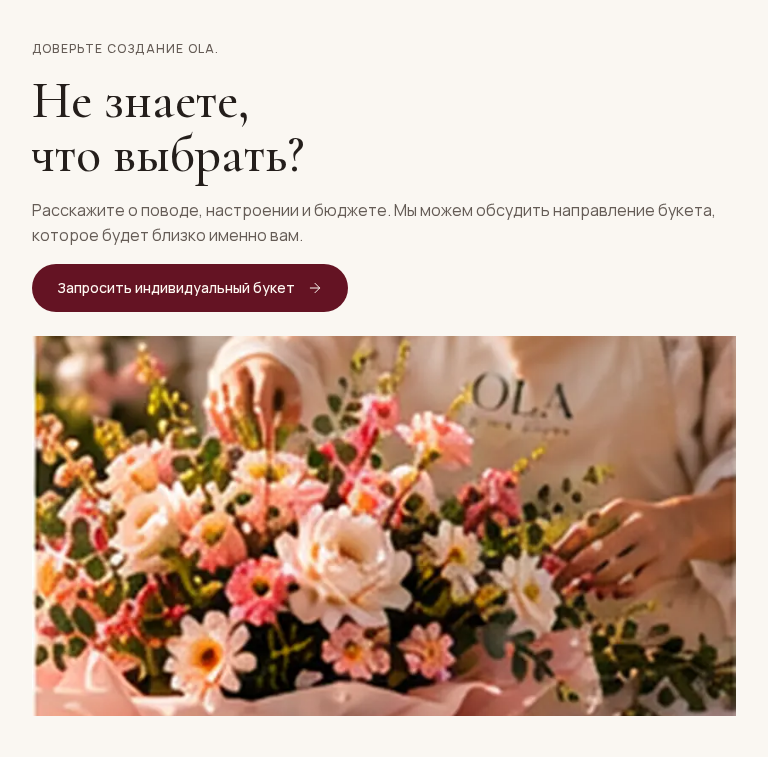 ДОВЕРЬТЕ СОЗДАНИЕ OLA.
Не знаете,
что выбрать?
Расскажите о поводе, настроении и бюджете. Мы можем обсудить направление букета,
которое будет близко именно вам.
Запросить индивидуальный букет
OLA